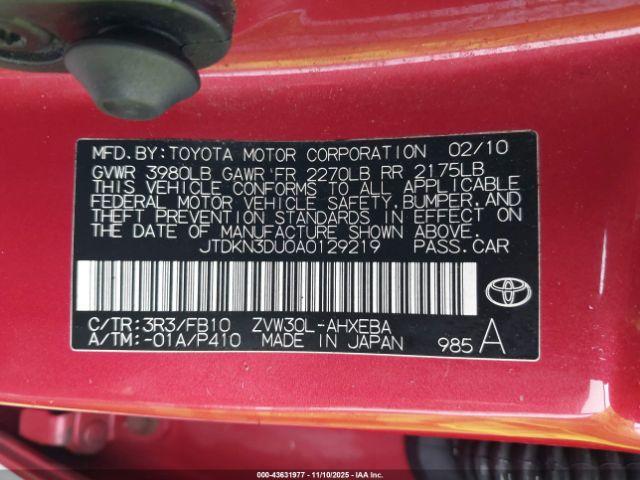 MFD. BY: TOYOTA MOTOR CORPORATION 02/10
GVWR 3980LB GAWR FR 2270LB RR 2175LB
THIS VEHICLE CONFORMS TO ALL APPLICABLE
FEDERAL MOTOR VEHICLE SAFETY, BUMPER, AND
THEFT PREVENTION STANDARDS IN EFFECT ON
THE DATE OF MANUFACTURE SHOWN ABOVE.
JTDKN3DU0A0129219 PASS. CAR
C/TR: 3R3/FB10 ZVW30L-AHXEBA
A/TM: -01A/P410 MADE IN JAPAN
985 A
000-43631977 - 11/10/2025 - IAAC Inc.